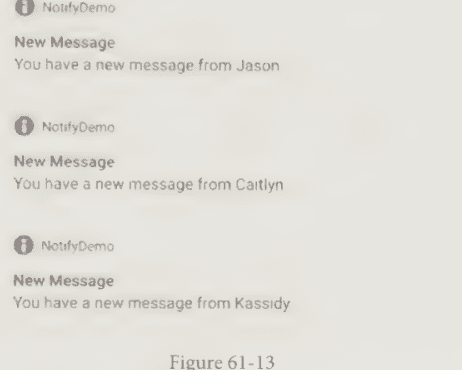 NotifyDemo
New Message
You have a new message from Jason
NotifyDemo
New Message
You have a new message from Caitlyn
NotifyDemo
New Message
You have a new message from Kassidy
Figure 61-13